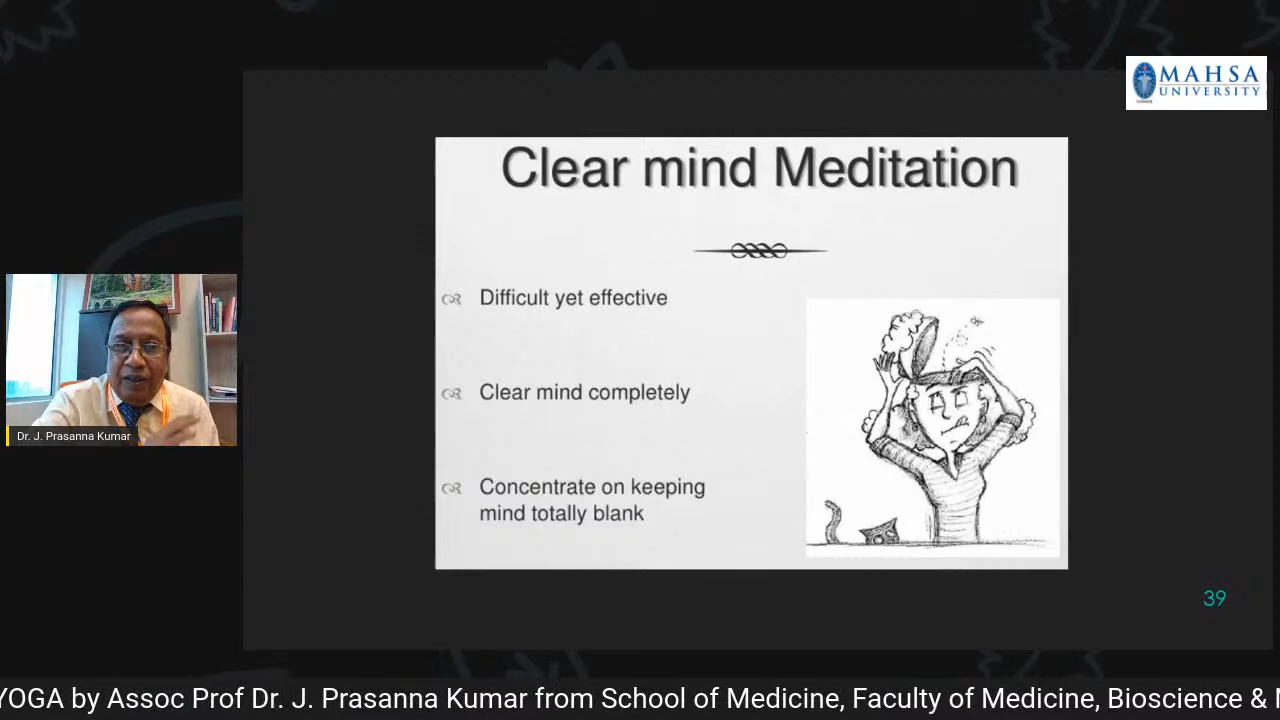 MAHSA
UNIVERSITY
Clear mind Meditation
Difficult yet effective
Clear mind completely
Concentrate on keeping
mind totally blank
Dr. J. Prasanna Kumar
39
YOGA by Assoc Prof Dr. J. Prasanna Kumar from School of Medicine, Faculty of Medicine, Bioscience &